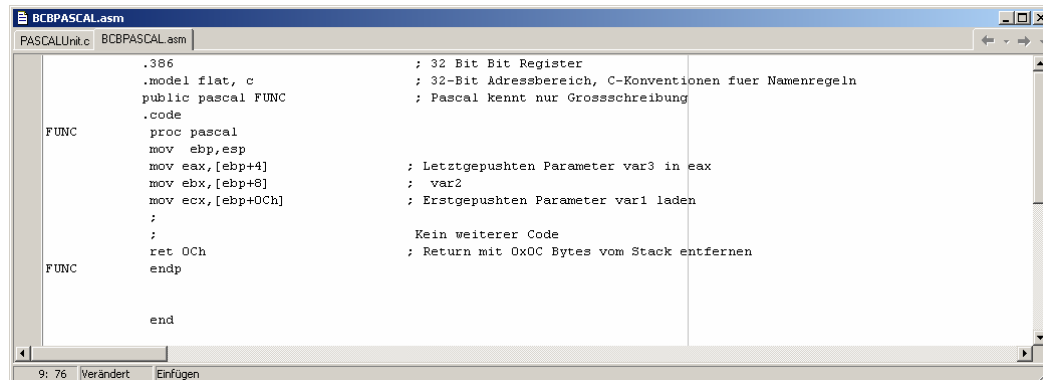 BCBPASCAL.asm
PASCALUnit.c BCBPASCAL.asm
.386 ; 32 Bit Bit Register
.model flat, c ; 32-Bit Adressbereich, C-Konventionen fuer Namenregeln
public pascal FUNC ; Pascal kennt nur Grossschreibung
.code
FUNC proc pascal
mov ebp,esp
mov eax,[ebp+4] ; Letztgepushten Parameter var3 in eax
mov ebx,[ebp+8] ; var2
mov ecx,[ebp+0Ch] ; Erstgepushten Parameter var1 laden
;
; Kein weiterer Code
ret 0Ch ; Return mit 0x0C Bytes vom Stack entfernen
FUNC endp
end
9: 76 Verändert Einfügen